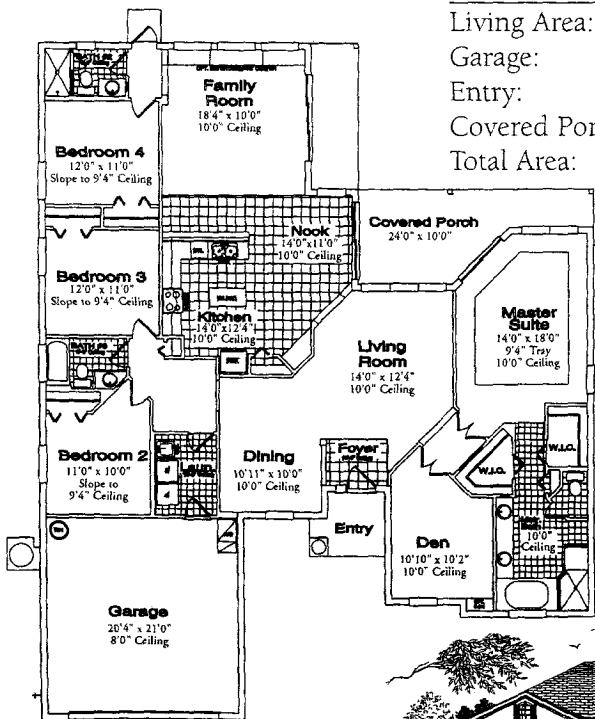 Living Area:
Garage:
Entry:
Covered Por
Total Area:
Family
Room
18'4" x 10'0"
10'0" Ceiling
Bedroom 4
12'0" x 11'0"
Slope to 9'4" Ceiling
Nook
14'0"x11'0"
10'0" Ceiling
Covered Porch
24'0" x 10'0"
Bedroom 3
12'0" x 11'0"
Slope to 9'4" Ceiling
Kitchen
14'0"x12'4"
10'0" Ceiling
Master
Suite
14'0" x 18'0"
9'4" Tray
10'0" Ceiling
Living
Room
14'0" x 12'4"
10'0" Ceiling
Bedroom 2
11'0" x 10'0"
Slope to
9'4" Ceiling
Dining
10'11" x 10'0"
10'0" Ceiling
Foyer
W.I.C.
W.I.C.
Entry
Den
10'10" x 10'2"
10'0" Ceiling
10'0"
Ceiling
Garage
20'4" x 21'0"
8'0" Ceiling